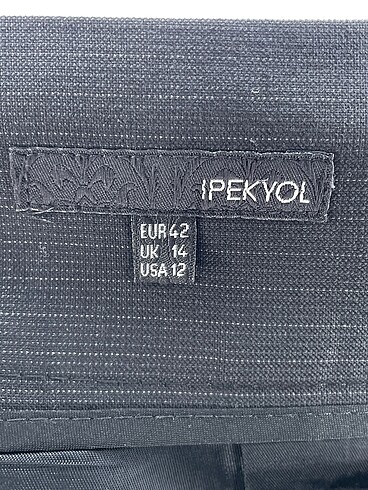 IPEKYOL
EUR 42
UK 14
USA 12